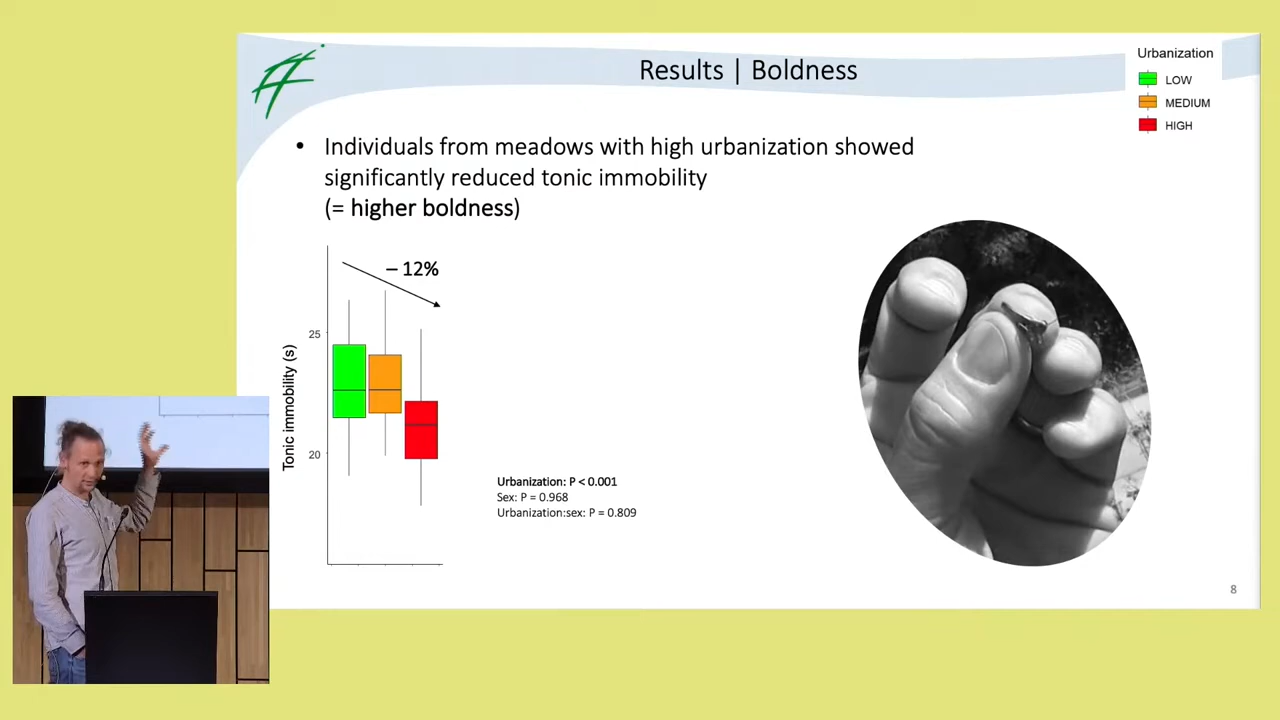 Results | Boldness
Urbanization
LOW
MEDIUM
HIGH
• Individuals from meadows with high urbanization showed
significantly reduced tonic immobility
(= higher boldness)
– 12%
25
20
Tonic immobility (s)
Urbanization: P < 0.001
Sex: P = 0.968
Urbanization:sex: P = 0.809
8